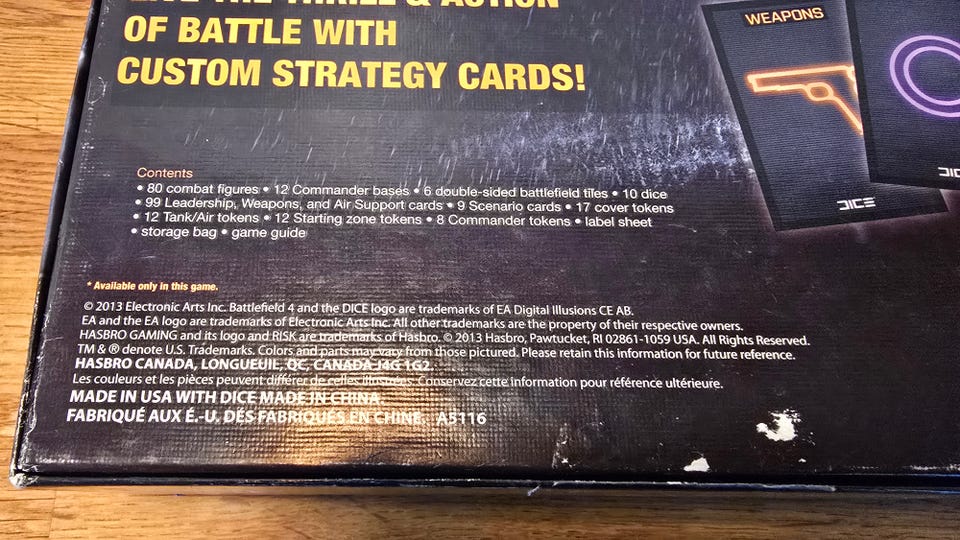 LIVE THE THRILL & ACTION
OF BATTLE WITH
CUSTOM STRATEGY CARDS!
WEAPONS
DICE
Contents
• 80 combat figures • 12 Commander bases • 6 double-sided battlefield tiles • 10 dice
• 99 Leadership, Weapons, and Air Support cards • 9 Scenario cards • 17 cover tokens
• 12 Tank/Air tokens • 12 Starting zone tokens • 8 Commander tokens • label sheet
• storage bag • game guide
* Available only in this game.
© 2013 Electronic Arts Inc. Battlefield 4 and the DICE logo are trademarks of EA Digital Illusions CE AB.
EA and the EA logo are trademarks of Electronic Arts Inc. All other trademarks are the property of their respective owners.
HASBRO GAMING and its logo and RISK are trademarks of Hasbro. © 2013 Hasbro, Pawtucket, RI 02861-1059 USA. All Rights Reserved.
TM & ® denote U.S. Trademarks. Colors and parts may vary from those pictured. Please retain this information for future reference.
HASBRO CANADA, LONGUEUIL, QC, CANADA J4G 1G2.
Les couleurs et les pièces peuvent différer de celles illustrées. Conservez cette information pour référence ultérieure.
MADE IN USA WITH DICE MADE IN CHINA.
FABRIQUÉ AUX É.-U. DÉS FABRIQUÉS EN CHINE. A5116